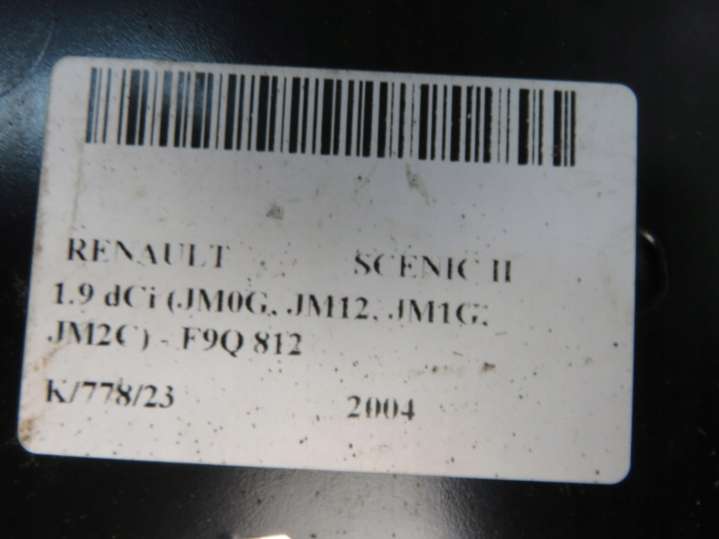 RENAULT SCENIC II
1.9 dCi (JM0G, JM12, JM1G,
JM2C) - F9Q 812
K/778/23 2004